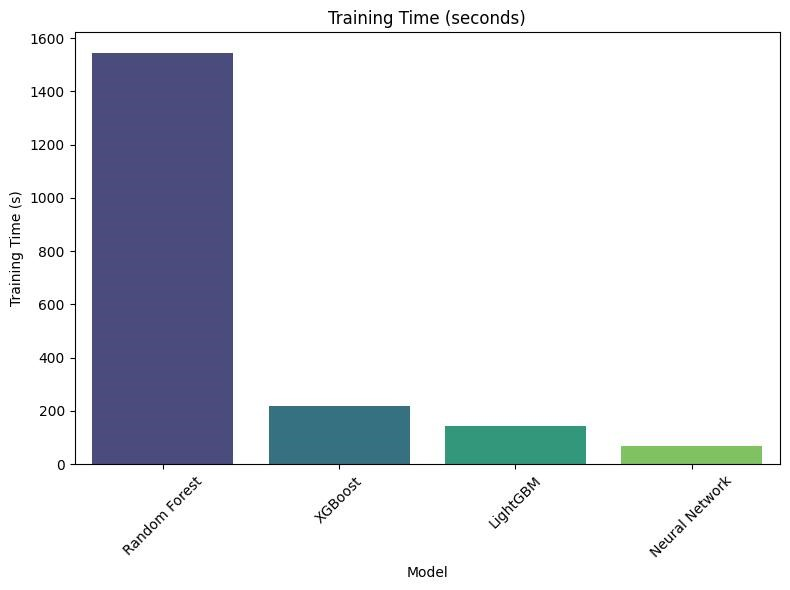 Training Time (seconds)
1600
1400
1200
1000
800
600
400
200
0
Training Time (s)
Random Forest
XGBoost
LightGBM
Neural Network
Model